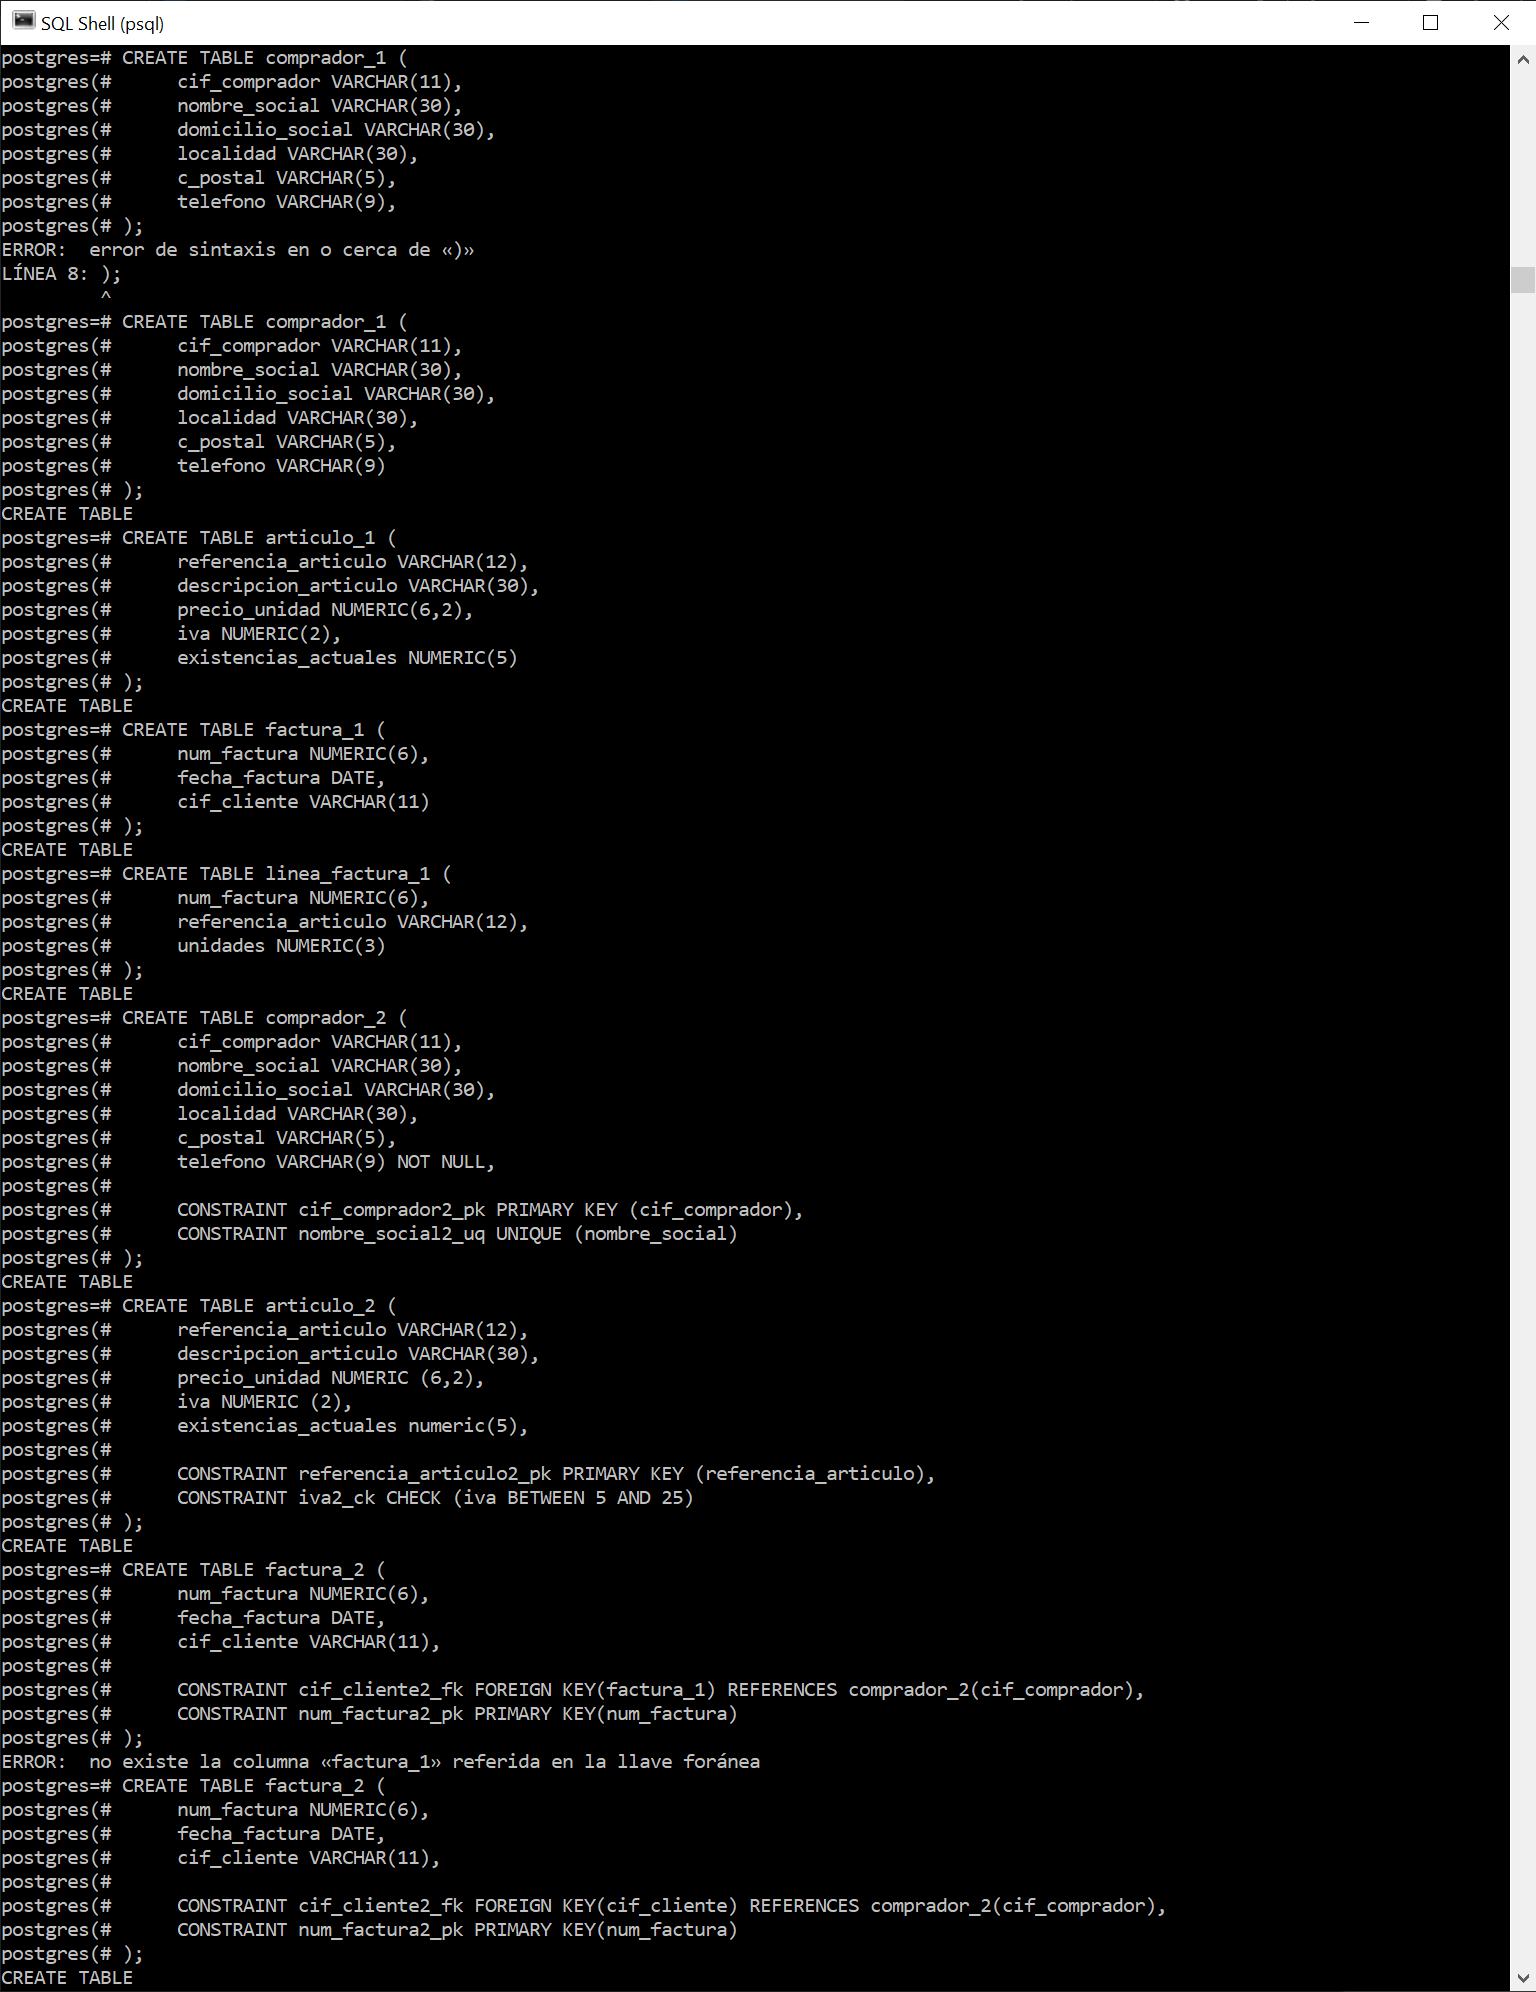 SQL Shell (psql)
postgres=# CREATE TABLE comprador_1 (
postgres(#      cif_comprador VARCHAR(11),
postgres(#      nombre_social VARCHAR(30),
postgres(#      domicilio_social VARCHAR(30),
postgres(#      localidad VARCHAR(30),
postgres(#      c_postal VARCHAR(5),
postgres(#      telefono VARCHAR(9),
postgres(# );
ERROR:  error de sintaxis en o cerca de «)»
LÍNEA 8: );
         ^
postgres=# CREATE TABLE comprador_1 (
postgres(#      cif_comprador VARCHAR(11),
postgres(#      nombre_social VARCHAR(30),
postgres(#      domicilio_social VARCHAR(30),
postgres(#      localidad VARCHAR(30),
postgres(#      c_postal VARCHAR(5),
postgres(#      telefono VARCHAR(9)
postgres(# );
CREATE TABLE
postgres=# CREATE TABLE articulo_1 (
postgres(#      referencia_articulo VARCHAR(12),
postgres(#      descripcion_articulo VARCHAR(30),
postgres(#      precio_unidad NUMERIC(6,2),
postgres(#      iva NUMERIC(2),
postgres(#      existencias_actuales NUMERIC(5)
postgres(# );
CREATE TABLE
postgres=# CREATE TABLE factura_1 (
postgres(#      num_factura NUMERIC(6),
postgres(#      fecha_factura DATE,
postgres(#      cif_cliente VARCHAR(11)
postgres(# );
CREATE TABLE
postgres=# CREATE TABLE linea_factura_1 (
postgres(#      num_factura NUMERIC(6),
postgres(#      referencia_articulo VARCHAR(12),
postgres(#      unidades NUMERIC(3)
postgres(# );
CREATE TABLE
postgres=# CREATE TABLE comprador_2 (
postgres(#      cif_comprador VARCHAR(11),
postgres(#      nombre_social VARCHAR(30),
postgres(#      domicilio_social VARCHAR(30),
postgres(#      localidad VARCHAR(30),
postgres(#      c_postal VARCHAR(5),
postgres(#      telefono VARCHAR(9) NOT NULL,
postgres(#
postgres(#      CONSTRAINT cif_comprador2_pk PRIMARY KEY (cif_comprador),
postgres(#      CONSTRAINT nombre_social2_uq UNIQUE (nombre_social)
postgres(# );
CREATE TABLE
postgres=# CREATE TABLE articulo_2 (
postgres(#      referencia_articulo VARCHAR(12),
postgres(#      descripcion_articulo VARCHAR(30),
postgres(#      precio_unidad NUMERIC (6,2),
postgres(#      iva NUMERIC (2),
postgres(#      existencias_actuales numeric(5),
postgres(#
postgres(#      CONSTRAINT referencia_articulo2_pk PRIMARY KEY (referencia_articulo),
postgres(#      CONSTRAINT iva2_ck CHECK (iva BETWEEN 5 AND 25)
postgres(# );
CREATE TABLE
postgres=# CREATE TABLE factura_2 (
postgres(#      num_factura NUMERIC(6),
postgres(#      fecha_factura DATE,
postgres(#      cif_cliente VARCHAR(11),
postgres(#
postgres(#      CONSTRAINT cif_cliente2_fk FOREIGN KEY(factura_1) REFERENCES comprador_2(cif_comprador),
postgres(#      CONSTRAINT num_factura2_pk PRIMARY KEY(num_factura)
postgres(# );
ERROR:  no existe la columna «factura_1» referida en la llave foránea
postgres=# CREATE TABLE factura_2 (
postgres(#      num_factura NUMERIC(6),
postgres(#      fecha_factura DATE,
postgres(#      cif_cliente VARCHAR(11),
postgres(#
postgres(#      CONSTRAINT cif_cliente2_fk FOREIGN KEY(cif_cliente) REFERENCES comprador_2(cif_comprador),
postgres(#      CONSTRAINT num_factura2_pk PRIMARY KEY(num_factura)
postgres(# );
CREATE TABLE